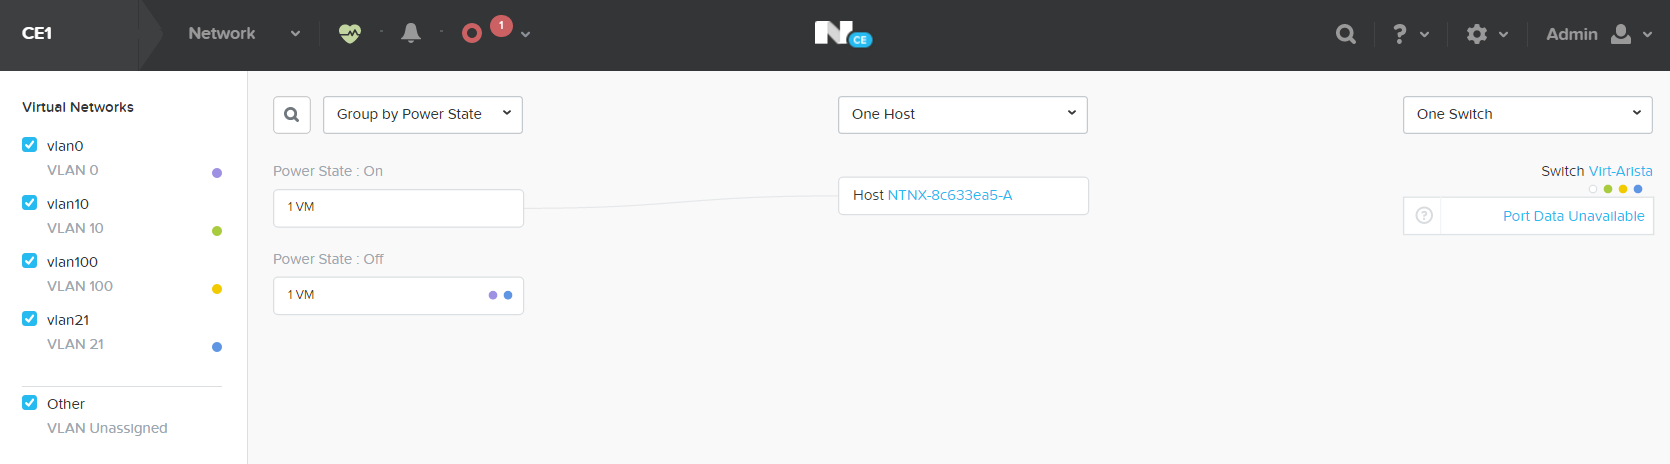 CE1
Network
1
N CE
?
Admin
Virtual Networks
vlan0
VLAN 0
vlan10
VLAN 10
vlan100
VLAN 100
vlan21
VLAN 21
Other
VLAN Unassigned
Group by Power State
Power State : On
1 VM
Power State : Off
1 VM
One Host
Host NTNX-8c633ea5-A
One Switch
Switch Virt-Arista
? Port Data Unavailable